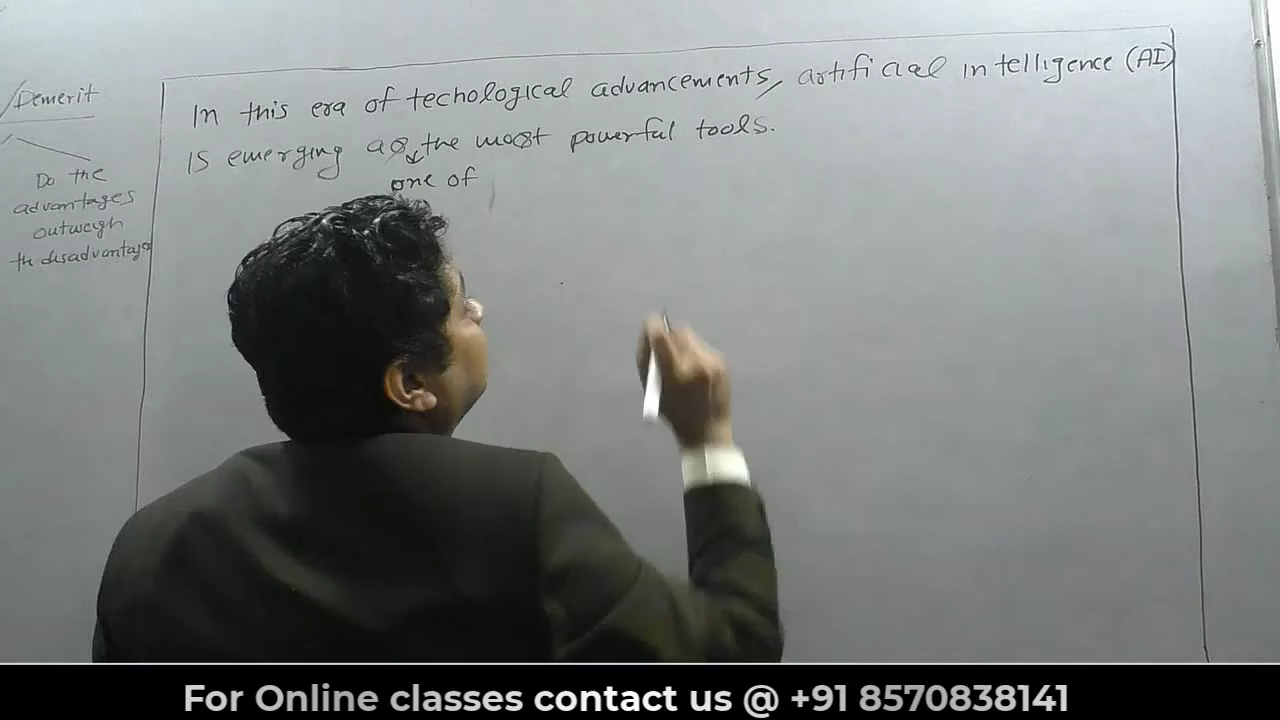 /Demerit
Do the
advantages
outweigh
the disadvantages
In this era of techological advancements, artificial intelligence (AI)
is emerging as the most powerful tools.
one of
For Online classes contact us @ +91 8570838141